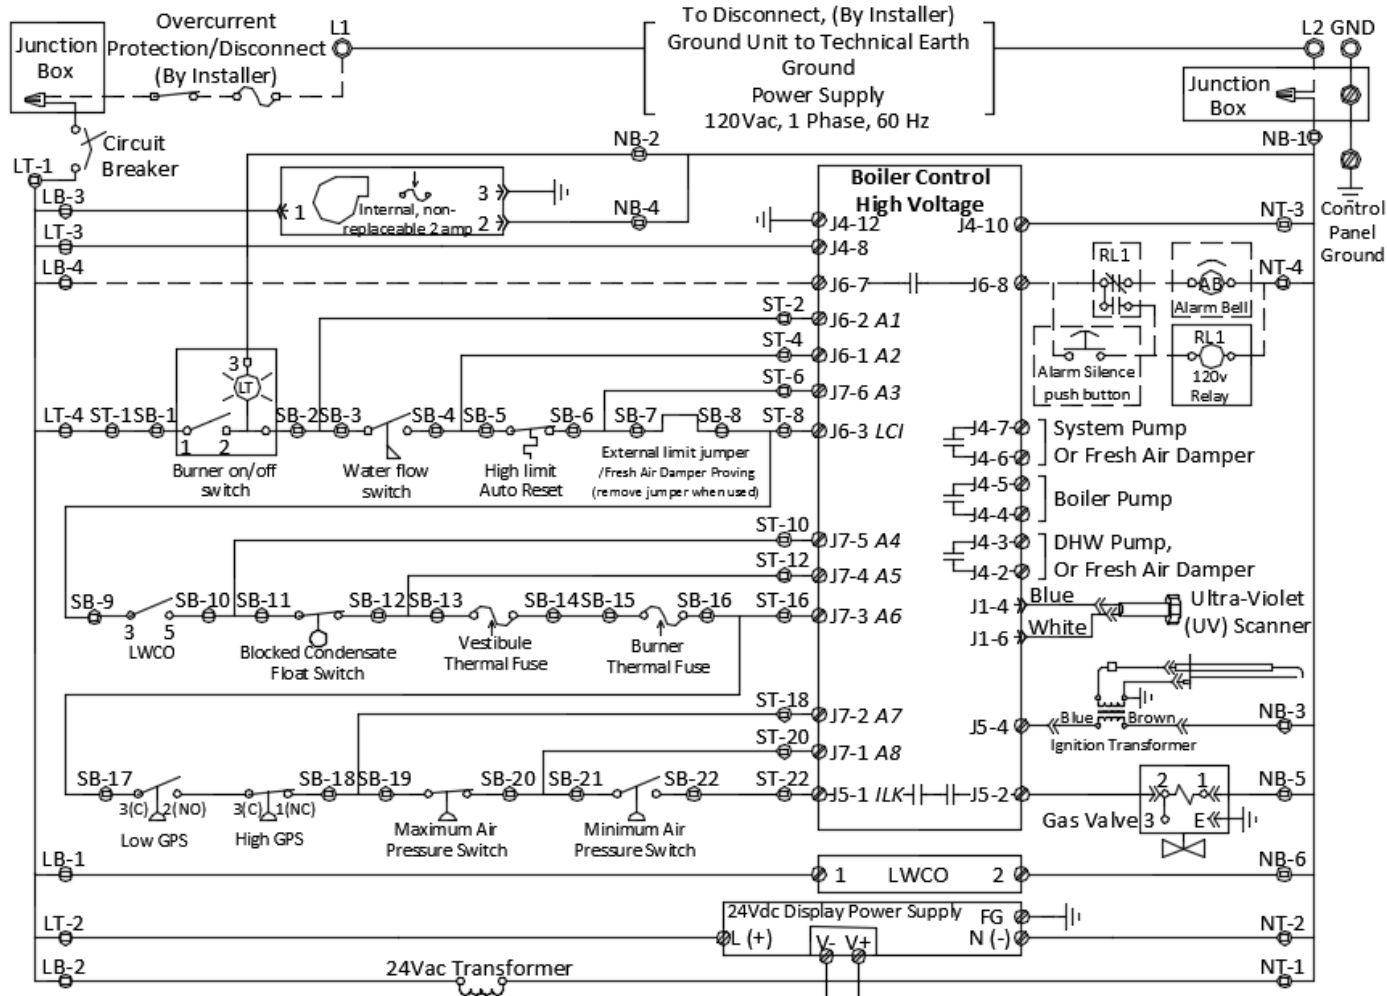 Junction
Box
Overcurrent
Protection/Disconnect
(By Installer)
L1
To Disconnect, (By Installer)
Ground Unit to Technical Earth
Ground
Power Supply
120Vac, 1 Phase, 60 Hz
L2 GND
Junction
Box
Circuit
Breaker
NB-2
NB-1
LT-1
LB-3
1
Internal, non-
replaceable 2 amp
3
2
NB-4
Boiler Control
High Voltage
J4-12
J4-10
NT-3
Control
Panel
Ground
LT-3
J4-8
LB-4
J6-7
J6-8
RL1
AB
Alarm Bell
NT-4
ST-2
J6-2 A1
ST-4
J6-1 A2
Alarm Silence
push button
RL1
120v
Relay
3
LT
ST-6
J7-6 A3
LT-4 ST-1 SB-1
1 2
SB-2 SB-3
SB-4 SB-5
SB-6
SB-7
SB-8
ST-8
J6-3 LCI
J4-7
J4-6
System Pump
Or Fresh Air Damper
Burner on/off
switch
Water flow
switch
High limit
Auto Reset
External limit jumper
/Fresh Air Damper Proving
(remove jumper when used)
J4-5
J4-4
Boiler Pump
ST-10
J7-5 A4
J4-3
J4-2
DHW Pump,
Or Fresh Air Damper
ST-12
J7-4 A5
SB-9
3 5
LWCO
SB-10 SB-11
Blocked Condensate
Float Switch
SB-12 SB-13
Vestibule
Thermal Fuse
SB-14 SB-15
Burner
Thermal Fuse
SB-16
ST-16
J7-3 A6
J1-4
Blue
J1-6
White
Ultra-Violet
(UV) Scanner
ST-18
J7-2 A7
J5-4
Blue
Brown
Ignition Transformer
NB-3
ST-20
J7-1 A8
SB-17
3(C) 2(NO)
Low GPS
3(C) 1(NC)
High GPS
SB-18 SB-19
Maximum Air
Pressure Switch
SB-20 SB-21
Minimum Air
Pressure Switch
SB-22
ST-22
J5-1 ILK
J5-2
Gas Valve
2 1
3 E
NB-5
LB-1
1 LWCO 2
NB-6
LT-2
24Vdc Display Power Supply
FG
L (+)
V- V+
N (-)
NT-2
LB-2
24Vac Transformer
NT-1